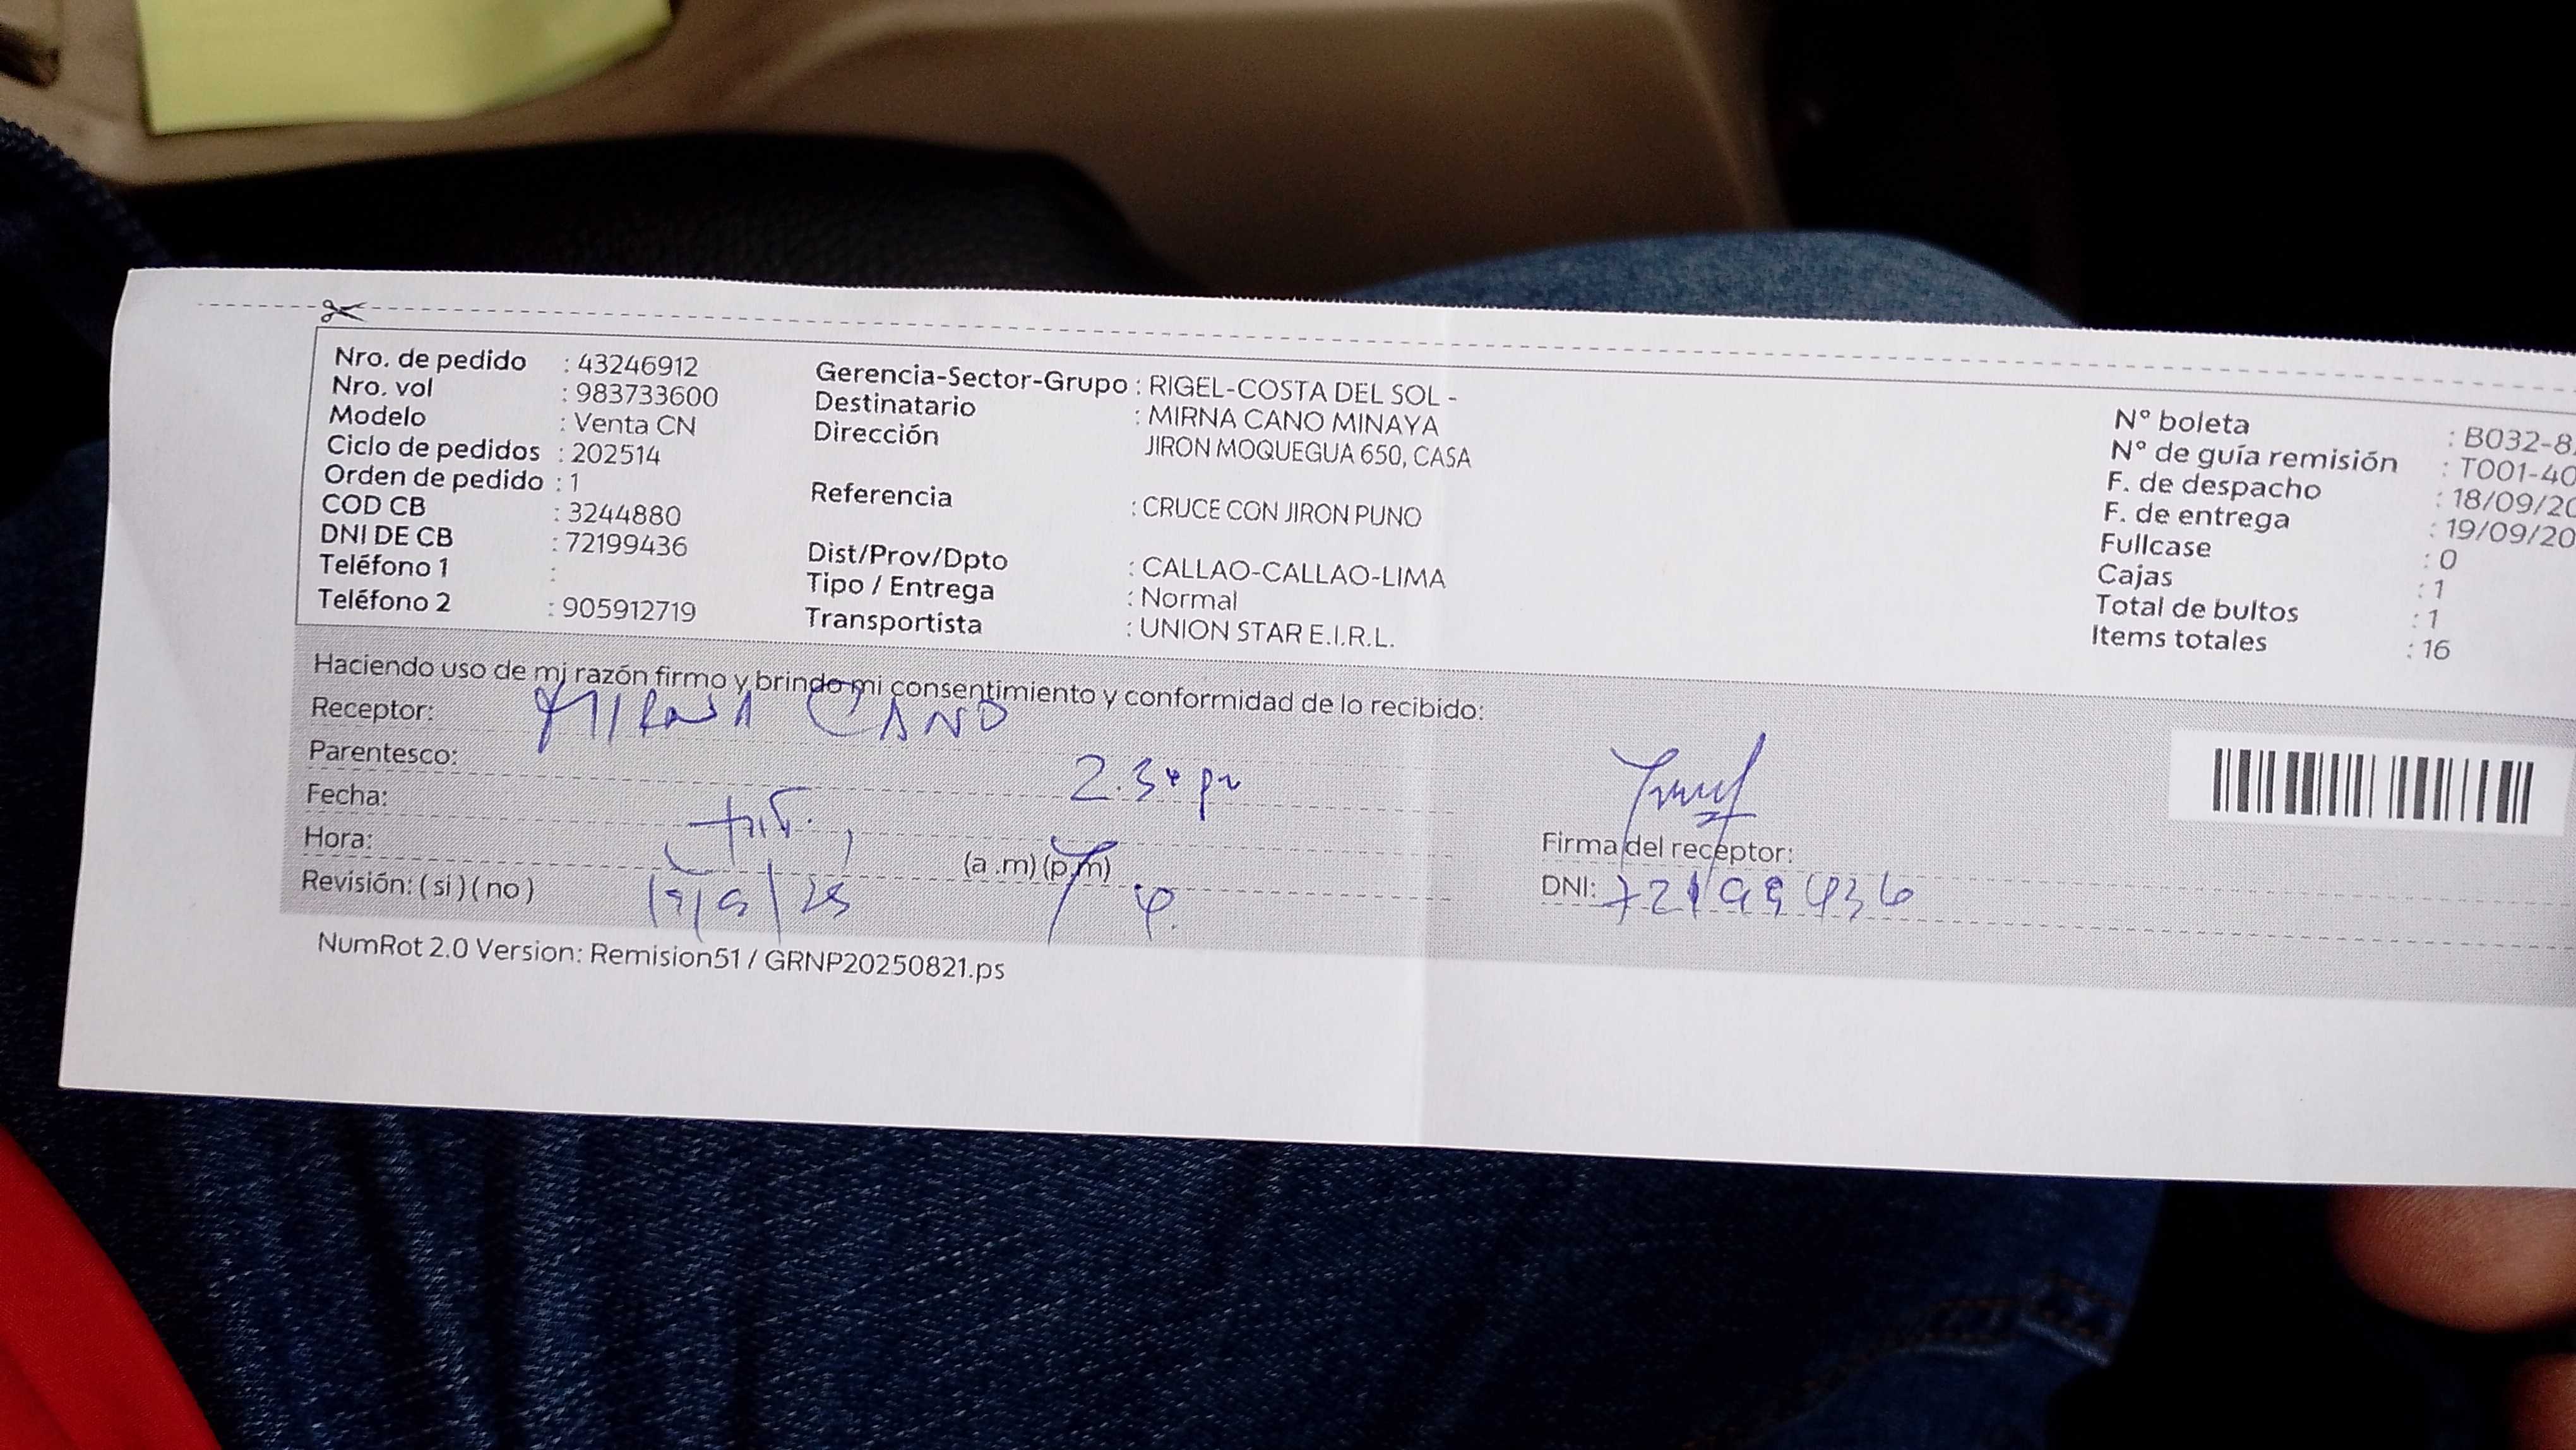 Nro. de pedido : 43246912
Nro. vol : 983733600
Modelo : Venta CN
Ciclo de pedidos : 202514
Orden de pedido : 1
COD CB : 3244880
DNI DE CB : 72199436
Teléfono 1 :
Teléfono 2 : 905912719
Gerencia-Sector-Grupo : RIGEL-COSTA DEL SOL -
Destinatario : MIRNA CANO MINAYA
Dirección JIRON MOQUEGUA 650, CASA
Referencia : CRUCE CON JIRON PUNO
Dist/Prov/Dpto : CALLAO-CALLAO-LIMA
Tipo / Entrega : Normal
Transportista : UNION STAR E.I.R.L.
N° boleta : B032-8
N° de guía remisión : T001-40
F. de despacho : 18/09/20
F. de entrega : 19/09/20
Fullcase : 0
Cajas : 1
Total de bultos : 1
Items totales : 16
Haciendo uso de mi razón firmo y brindo mi consentimiento y conformidad de lo recibido:
Receptor: MIRNA CANO
Parentesco:
Fecha:
Hora: (a .m) (p.m)
Revisión: ( si ) ( no ) 19/9/25
Firma del receptor:
DNI: 72199436
NumRot 2.0 Version: Remision51 / GRNP20250821.ps